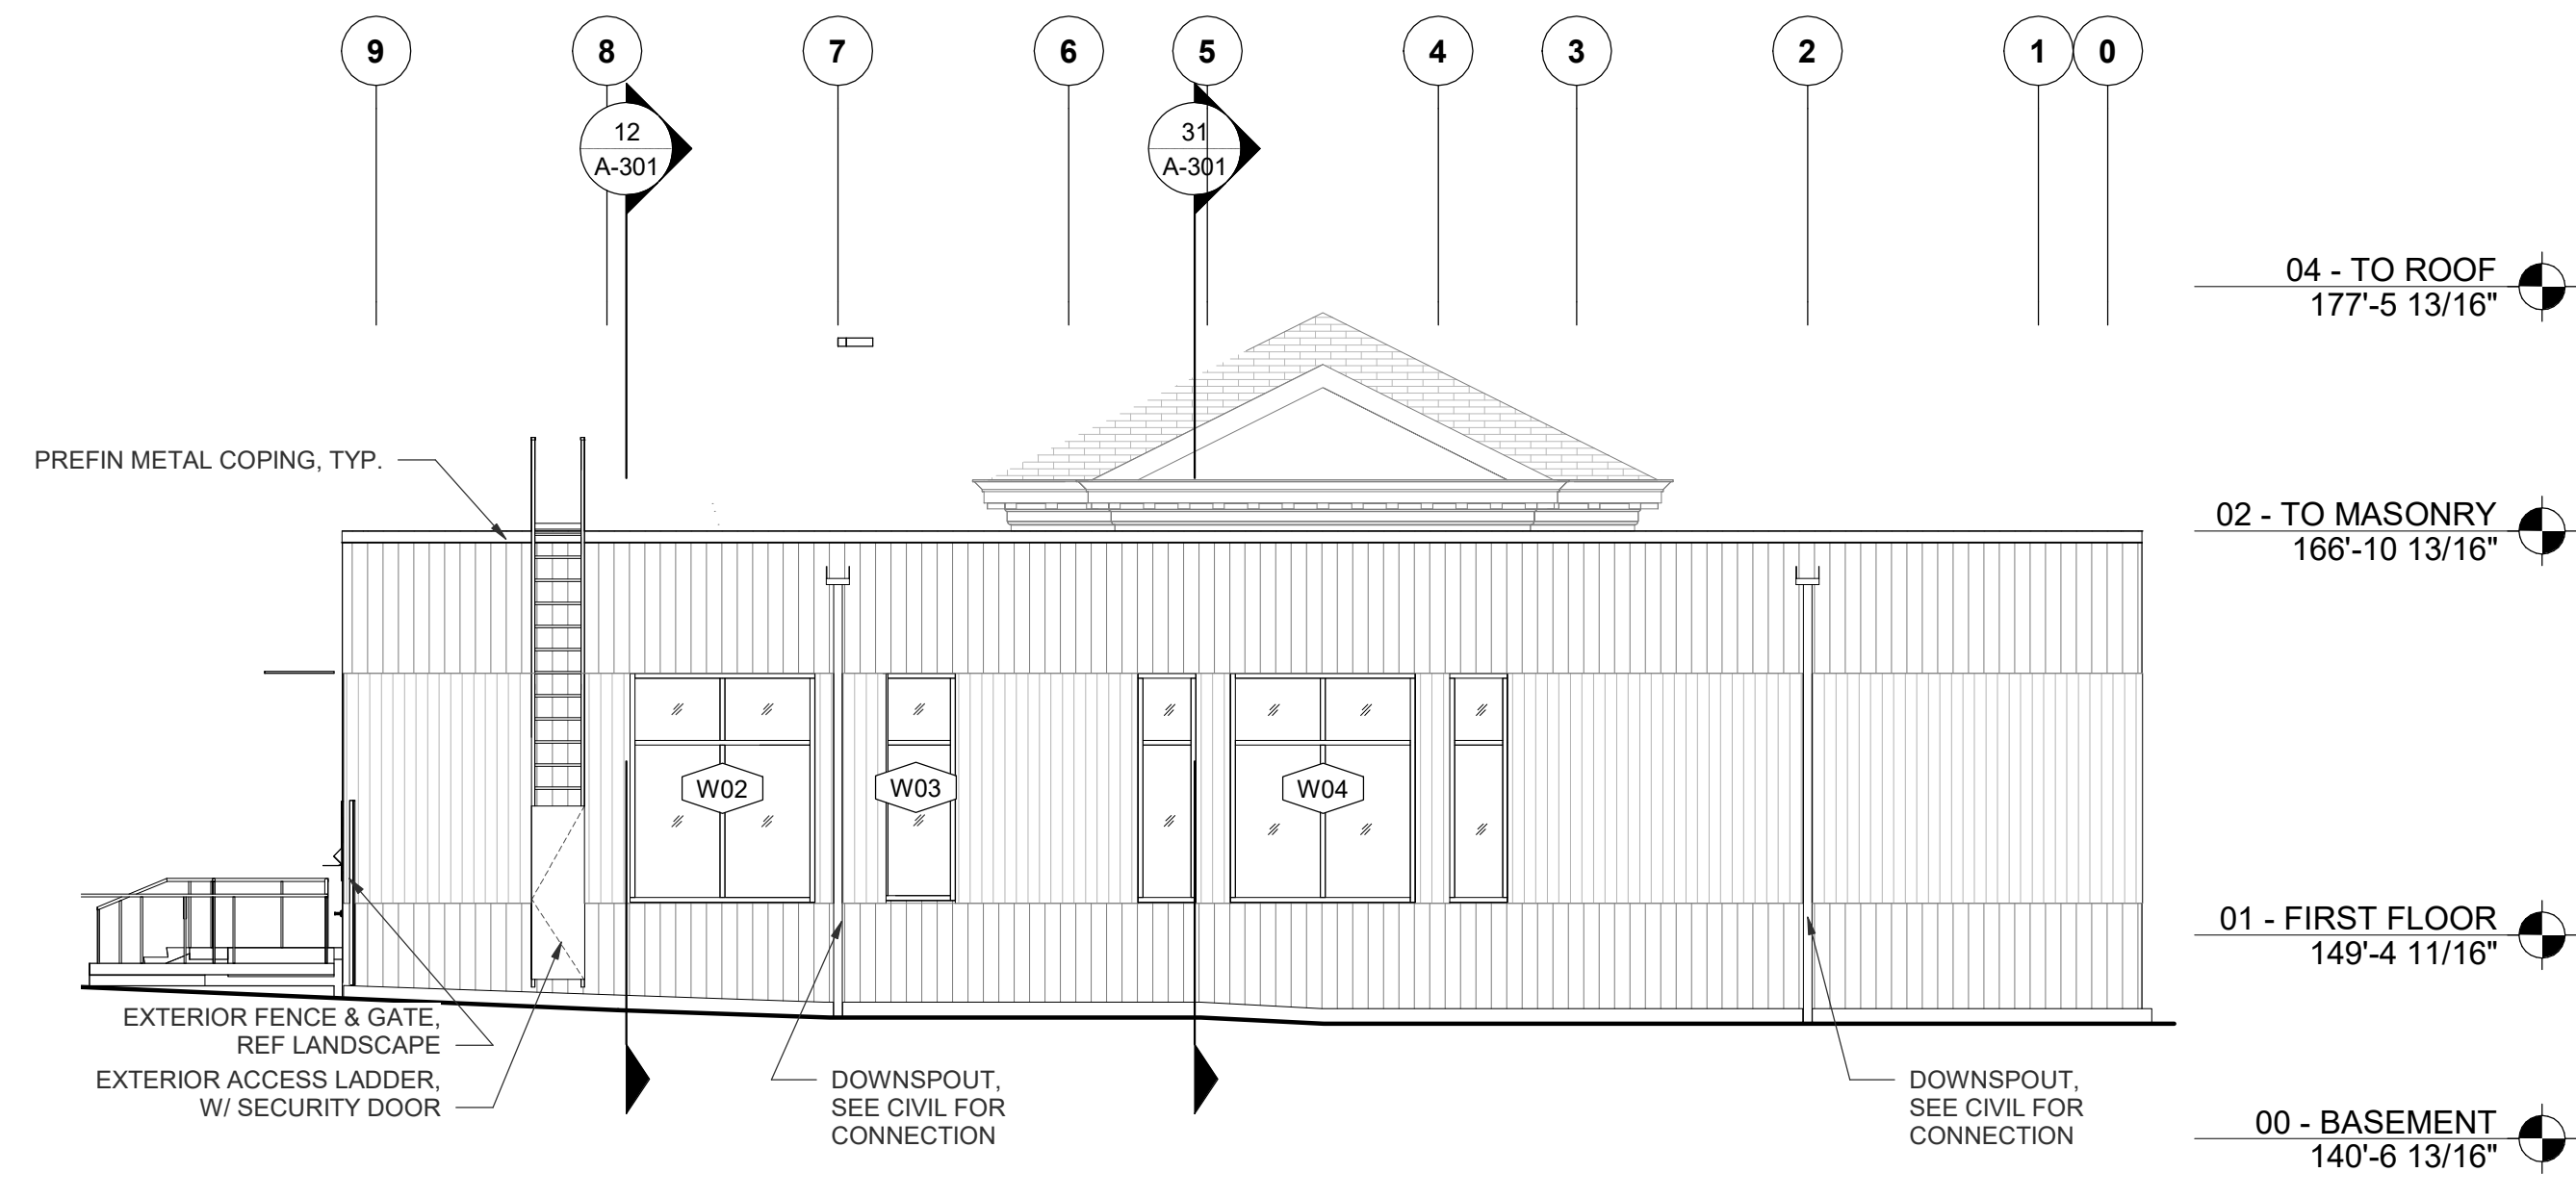 9
8
7
6
5
4
3
2
1
0
12
A-301
31
A-301
04 - TO ROOF
177'-5 13/16"
PREFIN METAL COPING, TYP.
02 - TO MASONRY
166'-10 13/16"
W02
W03
W04
01 - FIRST FLOOR
149'-4 11/16"
EXTERIOR FENCE & GATE,
REF LANDSCAPE
EXTERIOR ACCESS LADDER,
W/ SECURITY DOOR
DOWNSPOUT,
SEE CIVIL FOR
CONNECTION
DOWNSPOUT,
SEE CIVIL FOR
CONNECTION
00 - BASEMENT
140'-6 13/16"